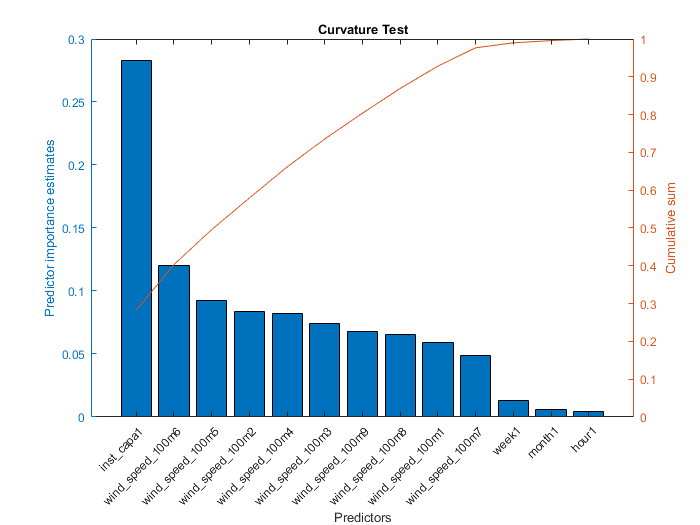 Curvature Test
Predictor importance estimates
0.3
0.25
0.2
0.15
0.1
0.05
0
1
0.9
0.8
0.7
0.6
0.5
0.4
0.3
0.2
0.1
0
Cumulative sum
inst_capa1
wind_speed_100m6
wind_speed_100m5
wind_speed_100m2
wind_speed_100m4
wind_speed_100m3
wind_speed_100m9
wind_speed_100m8
wind_speed_100m1
wind_speed_100m7
week1
month1
hour1
Predictors